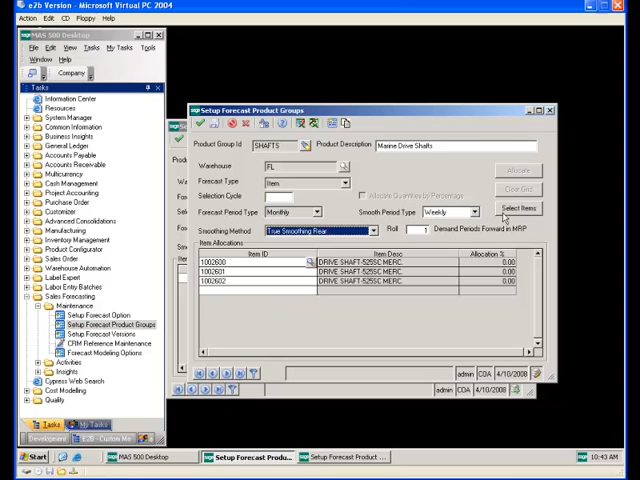 e2b Version - Microsoft Virtual PC 2004
Action Edit CD Floppy Help
MAS 500 Desktop
File Edit View Tasks My Tasks Tools
Window Help
Company
Tasks
Information Center
Resources
System Manager
Common Information
Business Insights
General Ledger
Accounts Payable
Accounts Receivable
Multicurrency
Cash Management
Project Accounting
Purchase Order
Customizer
Advanced Manufacturing
Inventory Management
Product Configurator
Sales Order
Warehouse Automation
Label Expert
Labor Entry Batches
Sales Forecasting
Maintenance
Setup Forecast Option
Setup Forecast Product Groups
Setup Forecast Versions
CRM Reference Maintenance
Forecast Modeling Options
Activities
Insights
Cypress Web Search
Cost Modeling
Quality
Tasks
My Tasks
Development
E2B - Custom Me
Setup Forecast Product Groups
Product Group Id SHAFTS Product Description Marine Drive Shafts
Warehouse FL
Allocate
Forecast Type Item
Clear Grid
Selection Cycle
Allocate Quantities by Percentage
Select Items
Forecast Period Type Monthly Smooth Period Type Weekly
Smoothing Method True Smoothing Rear Roll 1 Demand Periods Forward in MRP
Item Allocations
Item ID Item Desc Allocation %
1002600 DRIVE SHAFT-525SC MERC. 0.00
1002601 DRIVE SHAFT-525SC MERC. 0.00
1002602 DRIVE SHAFT-525SC MERC. 0.00
admin COA 4/10/2008
admin COA 4/10/2008
Start
MAS 500 Desktop
Setup Forecast Produ...
Setup Forecast Product ...
10:43 AM